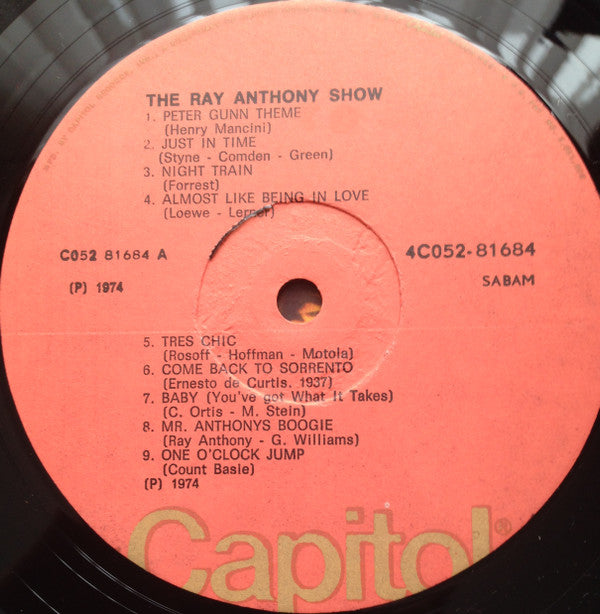 THE RAY ANTHONY SHOW
1. PETER GUNN THEME
(Henry Mancini)
2. JUST IN TIME
(Styne - Comden - Green)
3. NIGHT TRAIN
(Forrest)
4. ALMOST LIKE BEING IN LOVE
(Loewe - Lerner)
C052 81684 A
4C052-81684
(P) 1974
SABAM
5. TRES CHIC
(Rosoff - Hoffman - Motola)
6. COME BACK TO SORRENTO
(Ernesto de Curtis. 1937)
7. BABY (You've got What It Takes)
(C. Ortis - M. Stein)
8. MR. ANTHONYS BOOGIE
(Ray Anthony - G. Williams)
9. ONE O'CLOCK JUMP
(Count Basie)
(P) 1974
Capitol®